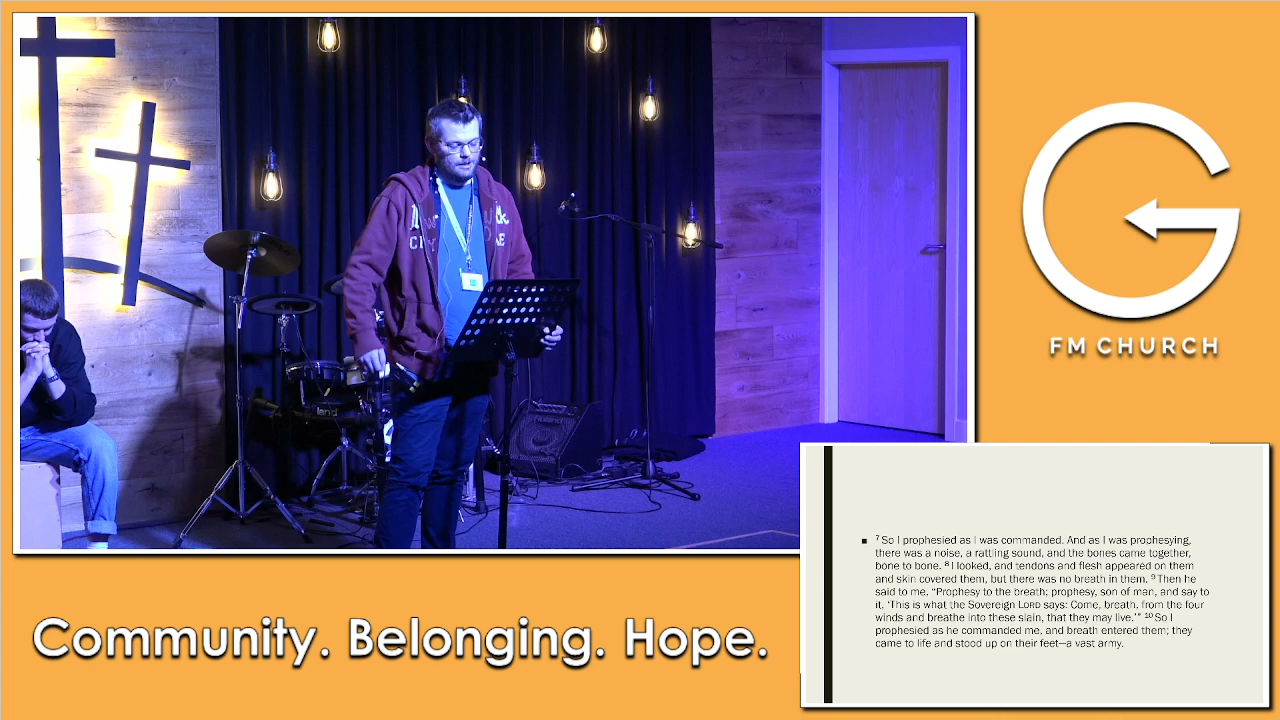 FM CHURCH
Community. Belonging. Hope.
▪ ⁷ So I prophesied as I was commanded. And as I was prophesying,
there was a noise, a rattling sound, and the bones came together,
bone to bone. ⁸ I looked, and tendons and flesh appeared on them
and skin covered them, but there was no breath in them. ⁹ Then he
said to me, “Prophesy to the breath; prophesy, son of man, and say to
it, ‘This is what the Sovereign LORD says: Come, breath, from the four
winds and breathe into these slain, that they may live.’” ¹⁰ So I
prophesied as he commanded me, and breath entered them; they
came to life and stood up on their feet—a vast army.